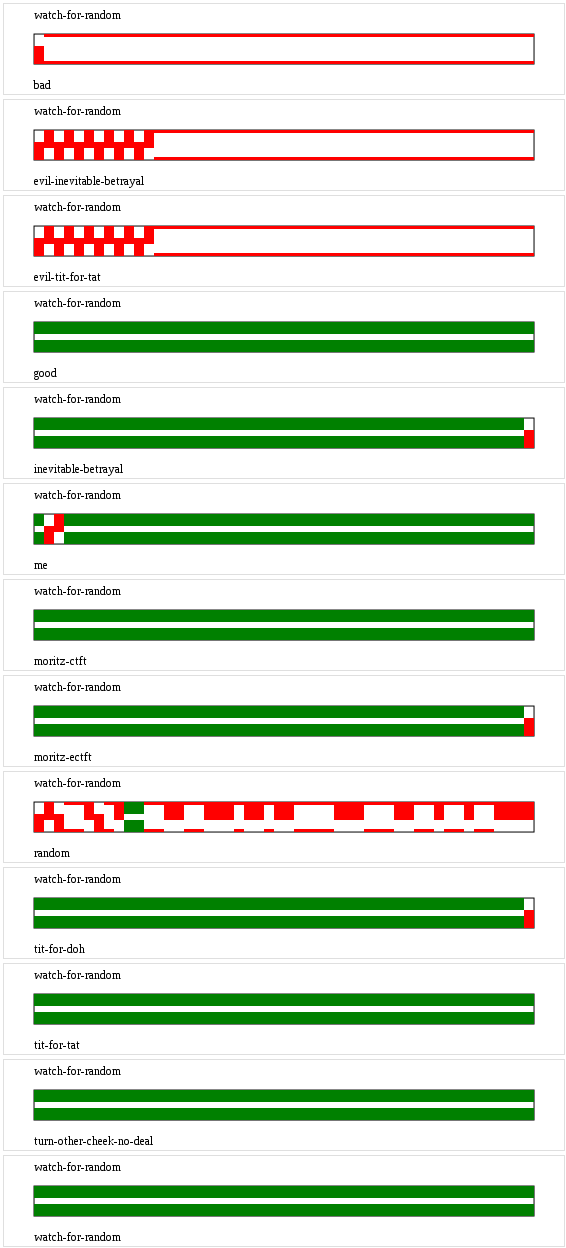 watch-for-random
bad
watch-for-random
evil-inevitable-betrayal
watch-for-random
evil-tit-for-tat
watch-for-random
good
watch-for-random
inevitable-betrayal
watch-for-random
me
watch-for-random
moritz-ctft
watch-for-random
moritz-ectft
watch-for-random
random
watch-for-random
tit-for-doh
watch-for-random
tit-for-tat
watch-for-random
turn-other-cheek-no-deal
watch-for-random
watch-for-random